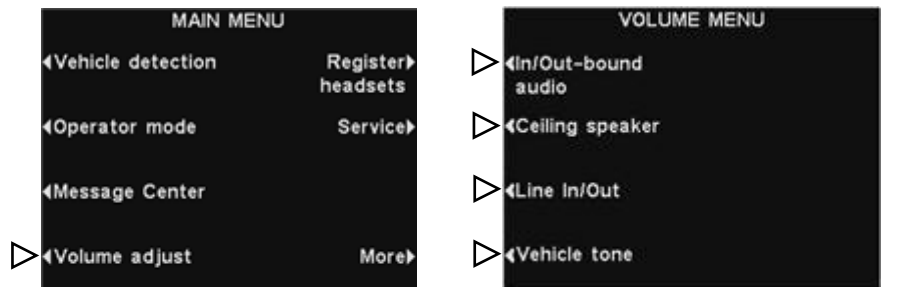 MAIN MENU
Vehicle detection
Register
headsets
Operator mode
Service
Message Center
Volume adjust
More
VOLUME MENU
In/Out-bound
audio
Ceiling speaker
Line In/Out
Vehicle tone